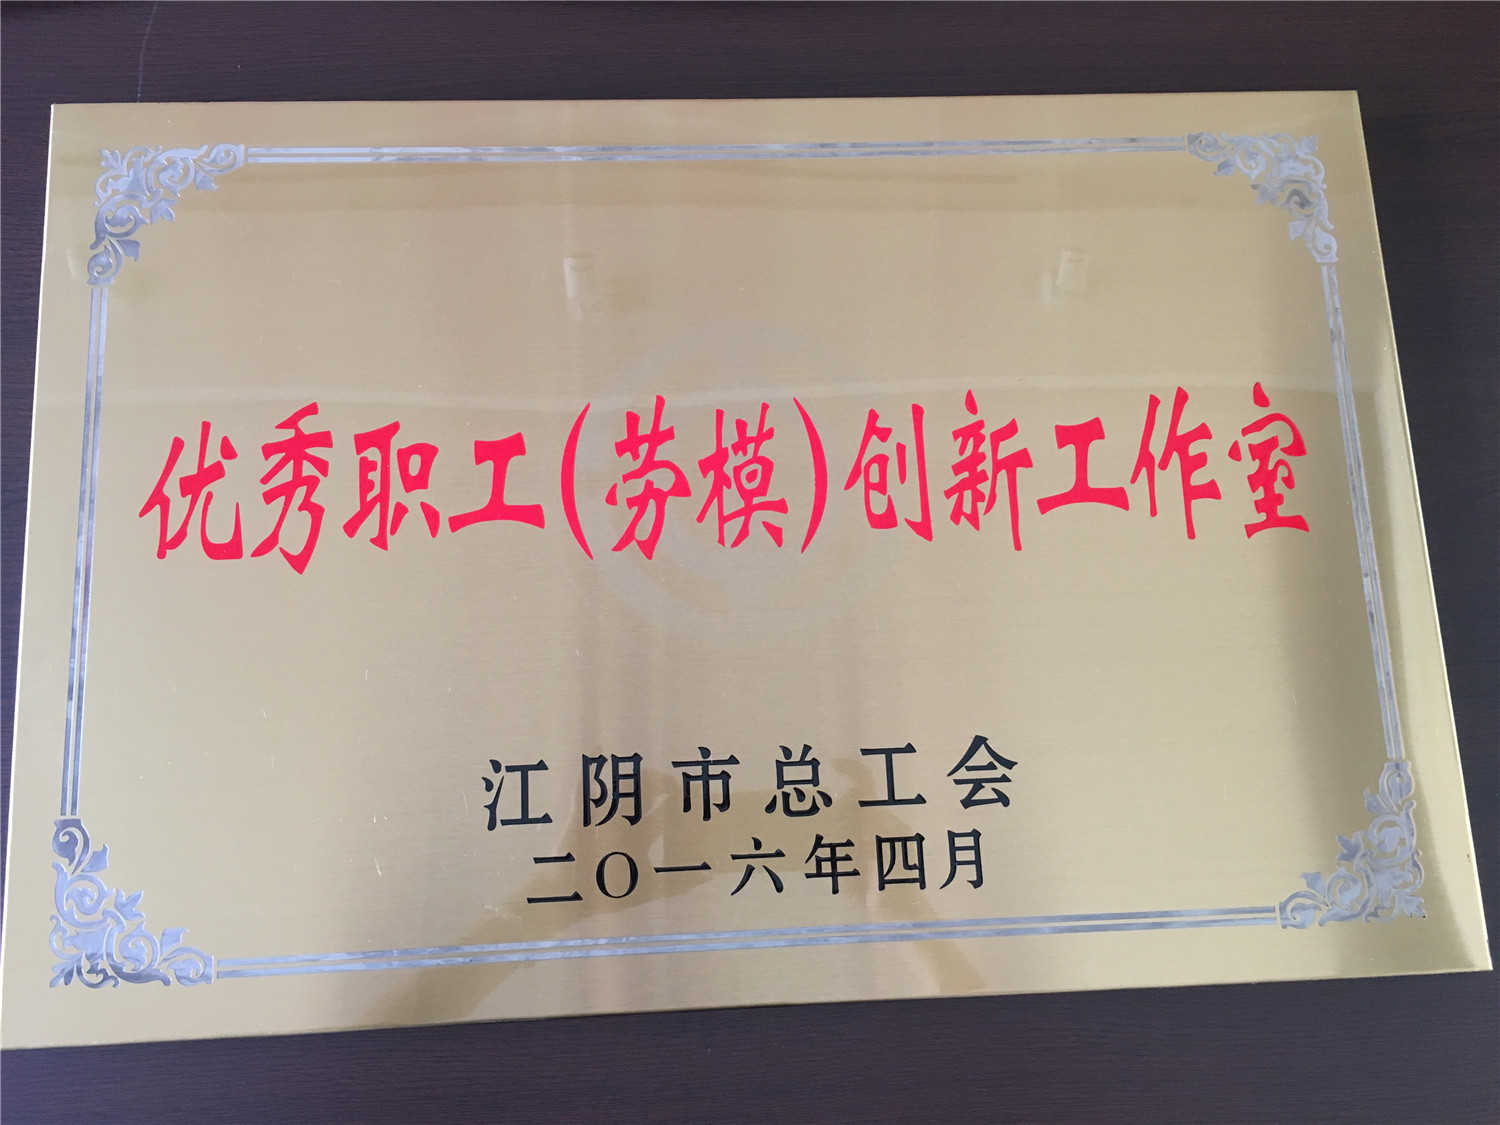 优秀职工(劳模)创新工作室
江阴市总工会
二〇一六年四月